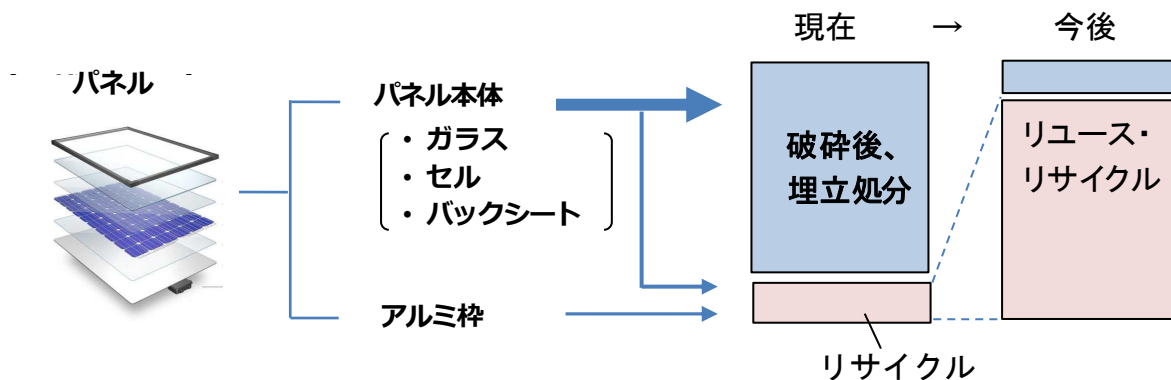 現在 → 今後
パネル
パネル本体
・ ガラス
・ セル
・ バックシート
アルミ枠
破砕後、
埋立処分
リサイクル
リユース・
リサイクル